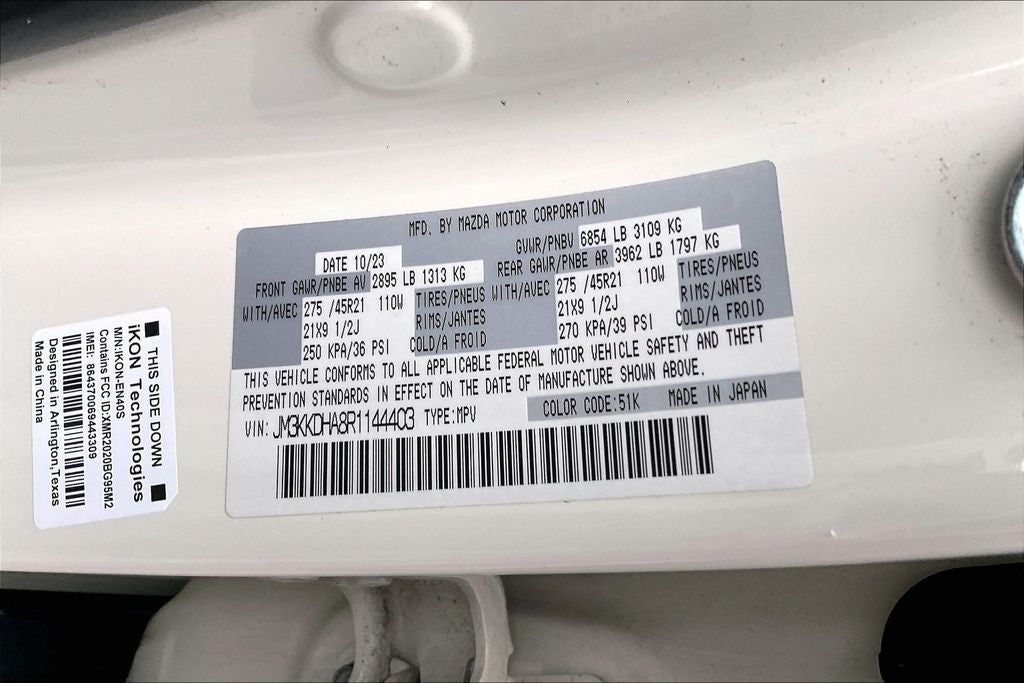 MFD. BY MAZDA MOTOR CORPORATION
DATE 10/23
GVWR/PNBV 6854 LB 3109 KG
FRONT GAWR/PNBE AV 2895 LB 1313 KG
REAR GAWR/PNBE AR 3962 LB 1797 KG
WITH/AVEC 275 /45R21 110W TIRES/PNEUS
WITH/AVEC 275 /45R21 110W TIRES/PNEUS
21X9 1/2J RIMS/JANTES
21X9 1/2J RIMS/JANTES
250 KPA/36 PSI COLD/A FROID
270 KPA/39 PSI COLD/A FROID
THIS VEHICLE CONFORMS TO ALL APPLICABLE FEDERAL MOTOR VEHICLE SAFETY AND THEFT
PREVENTION STANDARDS IN EFFECT ON THE DATE OF MANUFACTURE SHOWN ABOVE.
VIN: JM3KKDHA8R1144403 TYPE:MPV
COLOR CODE:51K MADE IN JAPAN
THIS SIDE DOWN
iKON Technologies
M/N:IKON-EN40S
Contains FCC ID:XMR2020BG95M2
IMEI: 864370069443309
Designed in Arlington,Texas
Made in China